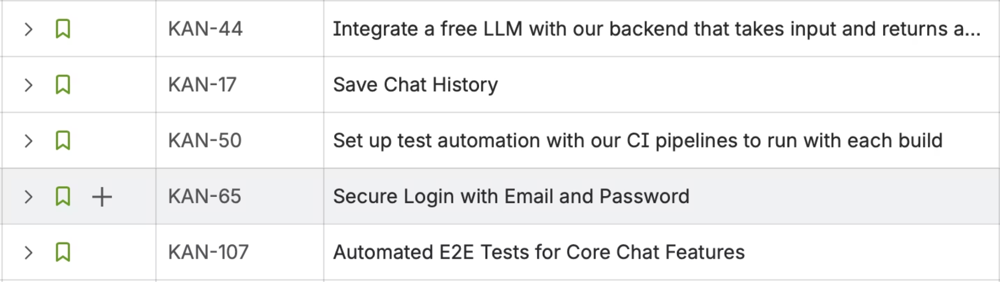 KAN-44 Integrate a free LLM with our backend that takes input and returns a...
KAN-17 Save Chat History
KAN-50 Set up test automation with our CI pipelines to run with each build
KAN-65 Secure Login with Email and Password
KAN-107 Automated E2E Tests for Core Chat Features